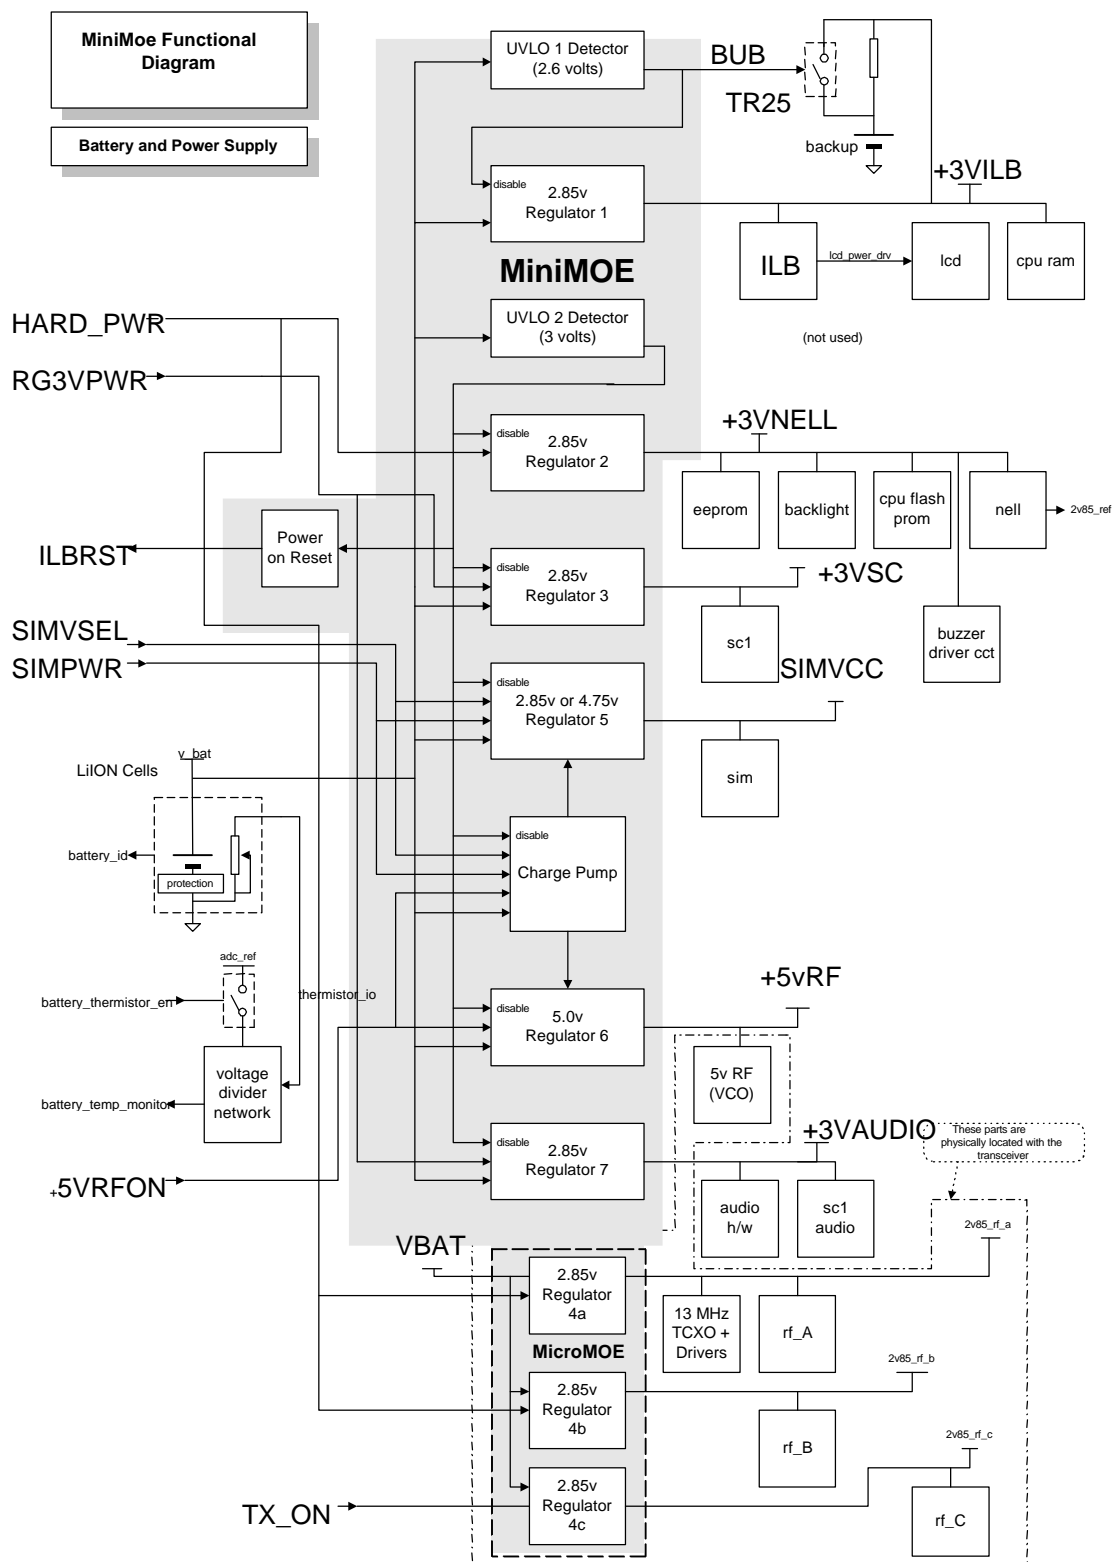 MiniMoe Functional
Diagram
Battery and Power Supply
UVLO 1 Detector
(2.6 volts)
BUB
TR25
backup
disable
2.85v
Regulator 1
+3VILB
MiniMOE
ILB
lcd_pwer_drv
lcd
cpu ram
HARD_PWR
UVLO 2 Detector
(3 volts)
(not used)
RG3VPWR
disable
2.85v
Regulator 2
+3VNELL
eeprom
backlight
cpu flash
prom
nell
2v85_ref
ILBRST
Power
on Reset
disable
2.85v
Regulator 3
+3VSC
sc1
buzzer
driver cct
SIMVSEL
SIMPWR
disable
2.85v or 4.75v
Regulator 5
SIMVCC
sim
v_bat
LiION Cells
battery_id
protection
disable
Charge Pump
adc_ref
battery_thermistor_en
thermistor_io
disable
5.0v
Regulator 6
+5vRF
5v RF
(VCO)
voltage
divider
network
battery_temp_monitor
disable
2.85v
Regulator 7
+3VAUDIO
These parts are
physically located with the
transceiver
+5VRFON
audio
h/w
sc1
audio
2v85_rf_a
VBAT
2.85v
Regulator
4a
13 MHz
TCXO +
Drivers
rf_A
MicroMOE
2v85_rf_b
2.85v
Regulator
4b
rf_B
2v85_rf_c
2.85v
Regulator
4c
TX_ON
rf_C